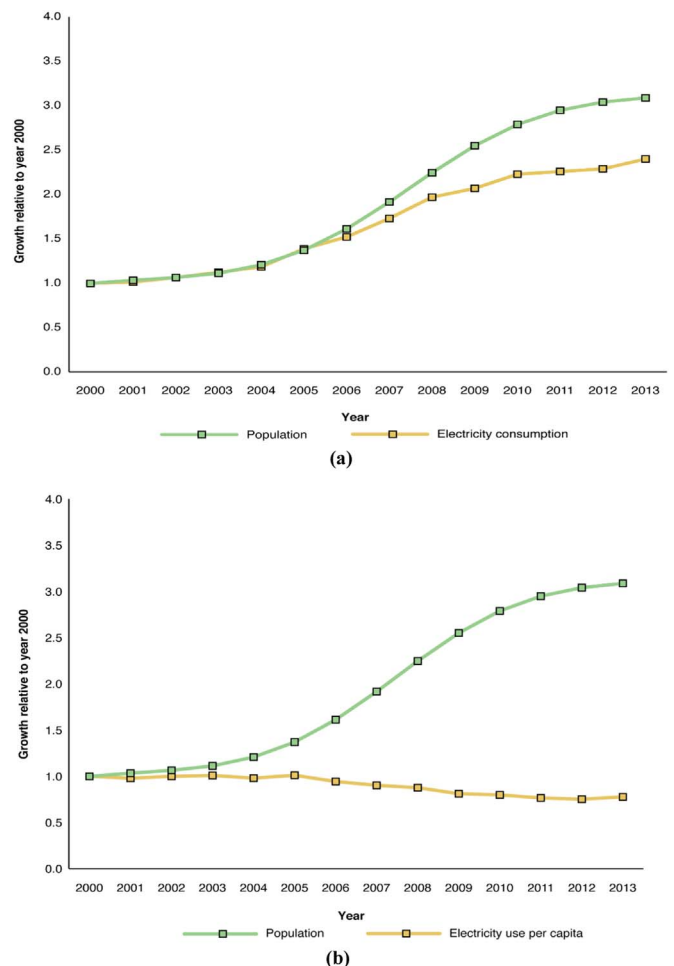 4.0
3.5
3.0
2.5
2.0
1.5
1.0
0.5
0.0
Growth relative to year 2000
2000 2001 2002 2003 2004 2005 2006 2007 2008 2009 2010 2011 2012 2013
Year
Population Electricity consumption
(a)
4.0
3.5
3.0
2.5
2.0
1.5
1.0
0.5
0.0
Growth relative to year 2000
2000 2001 2002 2003 2004 2005 2006 2007 2008 2009 2010 2011 2012 2013
Year
Population Electricity use per capita
(b)